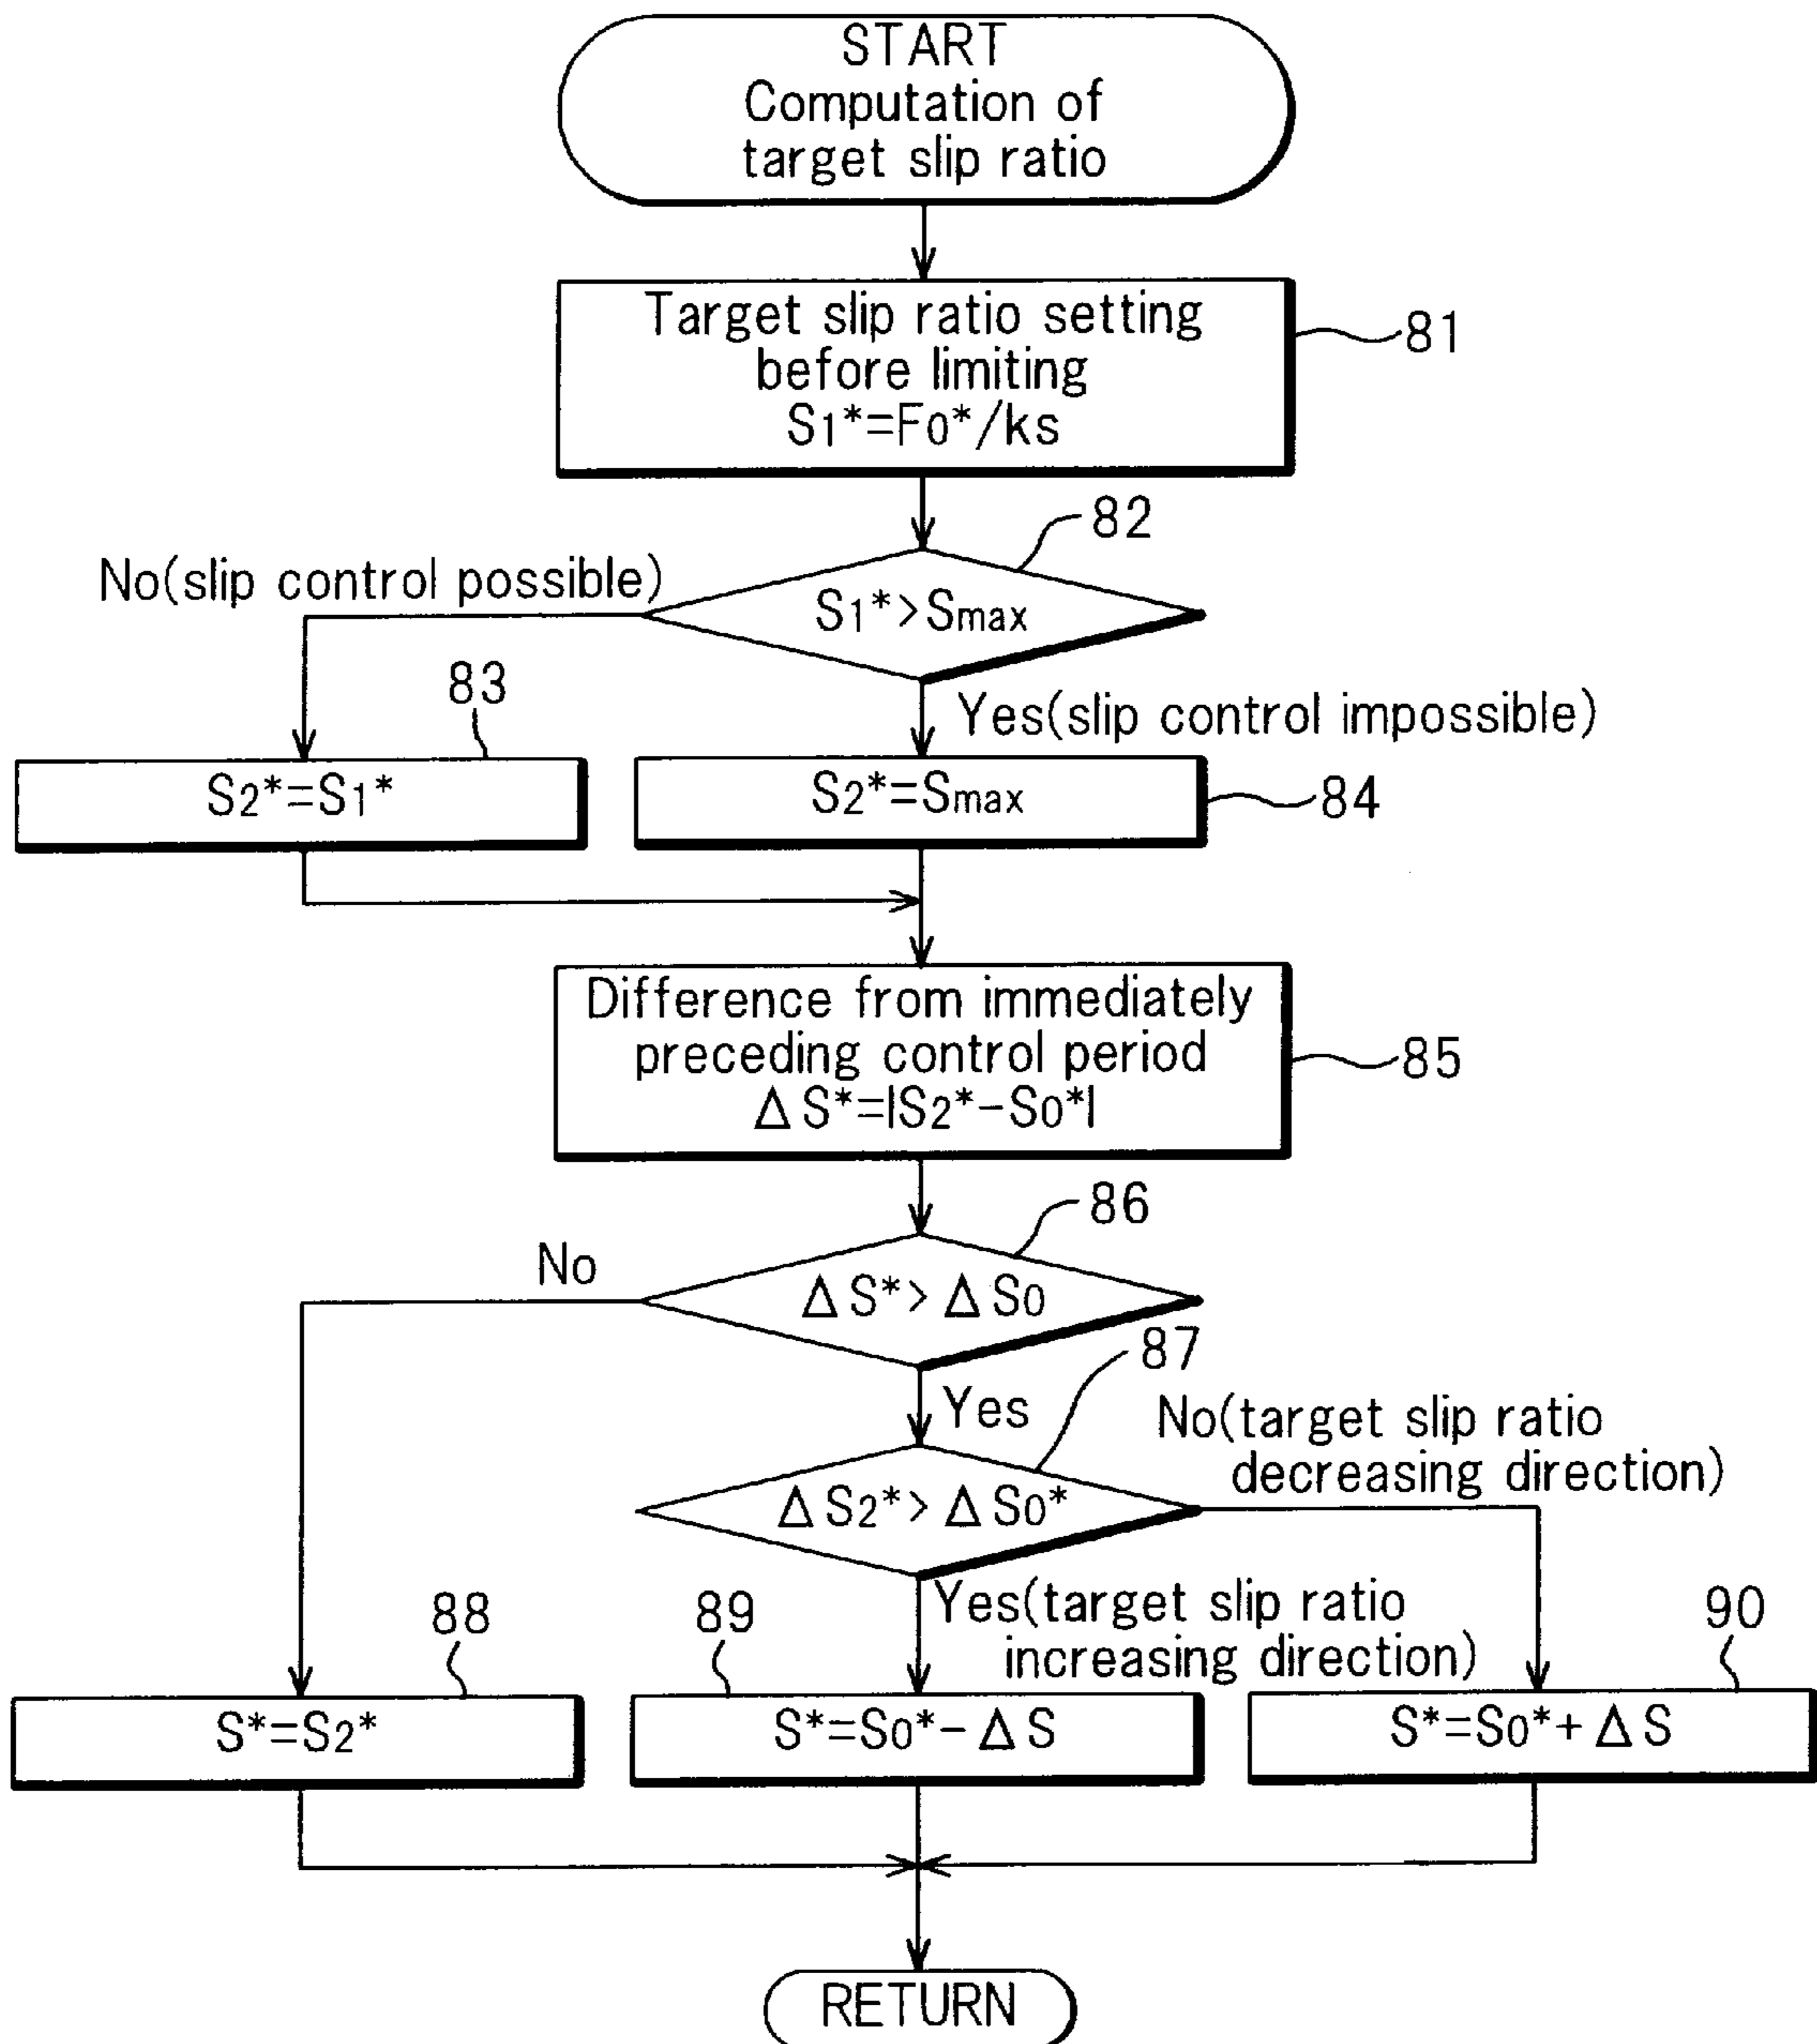 START
Computation of
target slip ratio
Target slip ratio setting
before limiting
S1*=F0*/ks
81
82
No(slip control possible)
S1*>Smax
83
Yes(slip control impossible)
S2*=S1*
S2*=Smax
84
Difference from immediately
preceding control period
ΔS*=|S2*-S0*|
85
86
No
ΔS*>ΔS0
87
Yes
No(target slip ratio
decreasing direction)
ΔS2*>ΔS0*
88
89
Yes(target slip ratio
increasing direction)
90
S*=S2*
S*=S0*-ΔS
S*=S0*+ΔS
RETURN